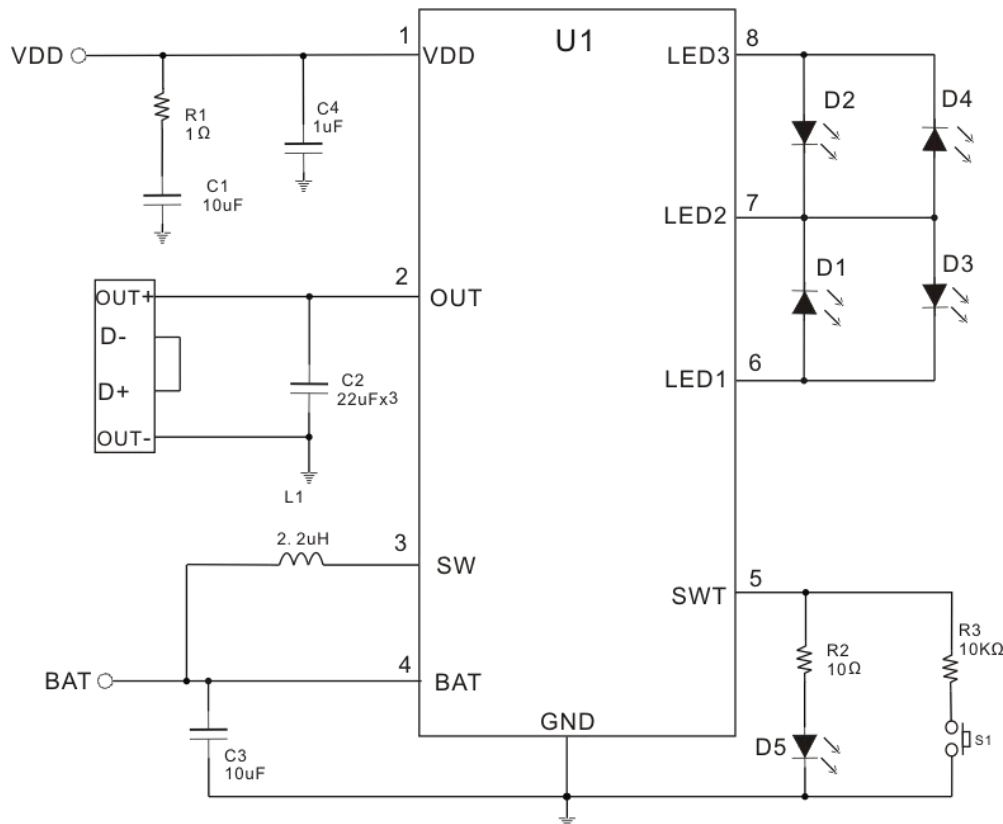 VDD
R1
1Ω
C1
10uF
C4
1uF
1
VDD
U1
LED3
8
D2
D4
LED2
7
D1
D3
LED1
6
OUT+
D-
D+
OUT-
2
OUT
C2
22uFx3
L1
2.2uH
3
SW
BAT
4
BAT
C3
10uF
GND
SWT
5
R2
10Ω
D5
R3
10KΩ
S1